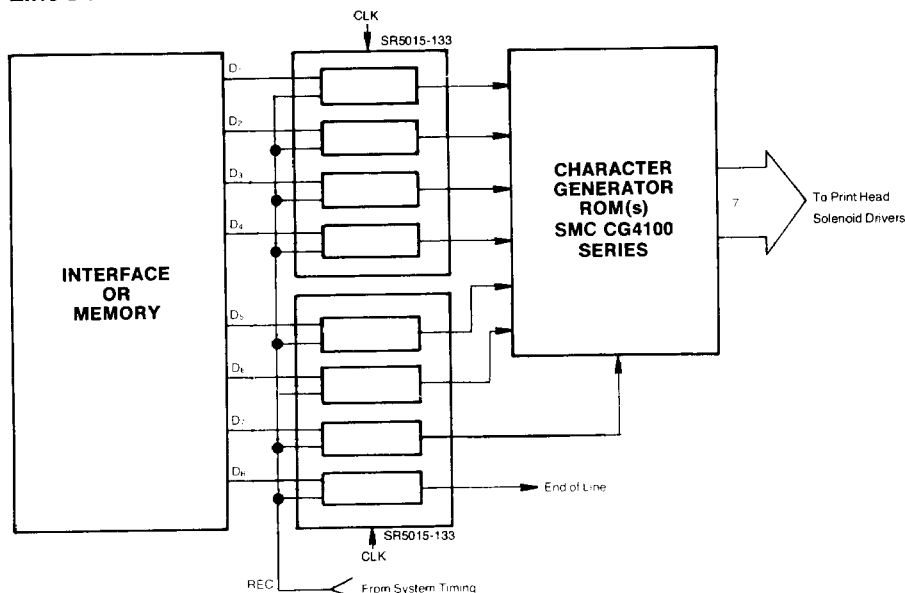 CLK
SR5015-133
D1
D2
D3
D4
INTERFACE
OR
MEMORY
CHARACTER
GENERATOR
ROM(s)
SMC CG4100
SERIES
7
To Print Head
Solenoid Drivers
D5
D6
D7
D8
End of Line
SR5015-133
CLK
REC
From System Timing